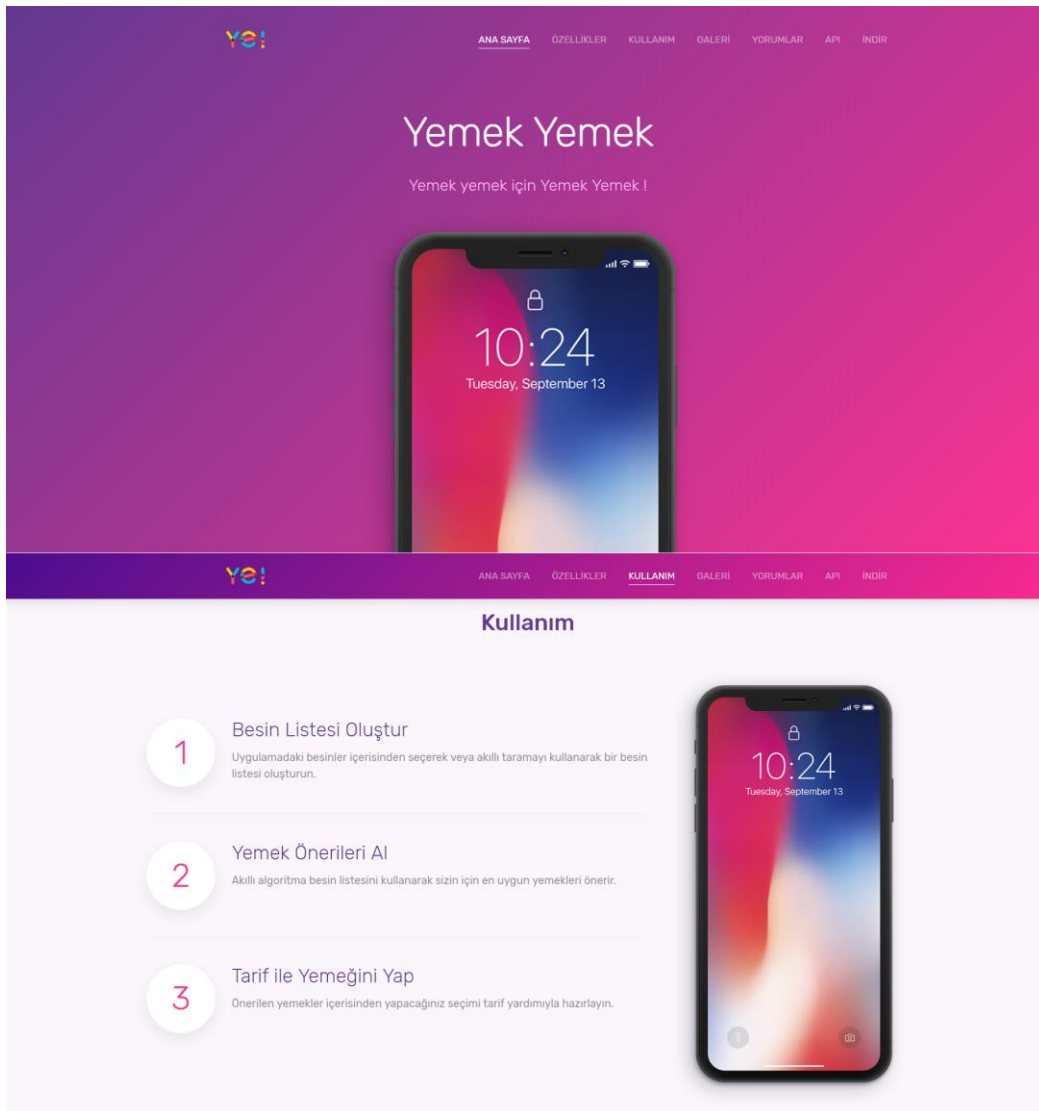 YE!
ANA SAYFA ÖZELLİKLER KULLANIM GALERİ YORUMLAR API İNDİR
Yemek Yemek
Yemek yemek için Yemek Yemek !
10:24
Tuesday, September 13
YE!
ANA SAYFA ÖZELLİKLER KULLANIM GALERİ YORUMLAR API İNDİR
Kullanım
1
Besin Listesi Oluştur
Uygulamadaki besinler içerisinden seçerek veya akıllı taramayı kullanarak bir besin
listesi oluşturun.
2
Yemek Önerileri Al
Akıllı algoritma besin listesini kullanarak sizin için en uygun yemekleri önerir.
3
Tarif ile Yemeğini Yap
Önerilen yemekler içerisinden yapacağınız seçimi tarif yardımıyla hazırlayın.
10:24
Tuesday, September 13